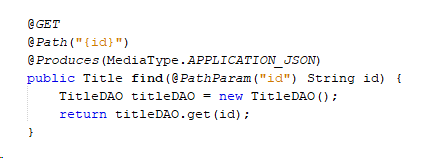 @GET
@Path("{id}")
@Produces(MediaType.APPLICATION_JSON)
public Title find(@PathParam("id") String id) {
    TitleDAO titleDAO = new TitleDAO();
    return titleDAO.get(id);
}